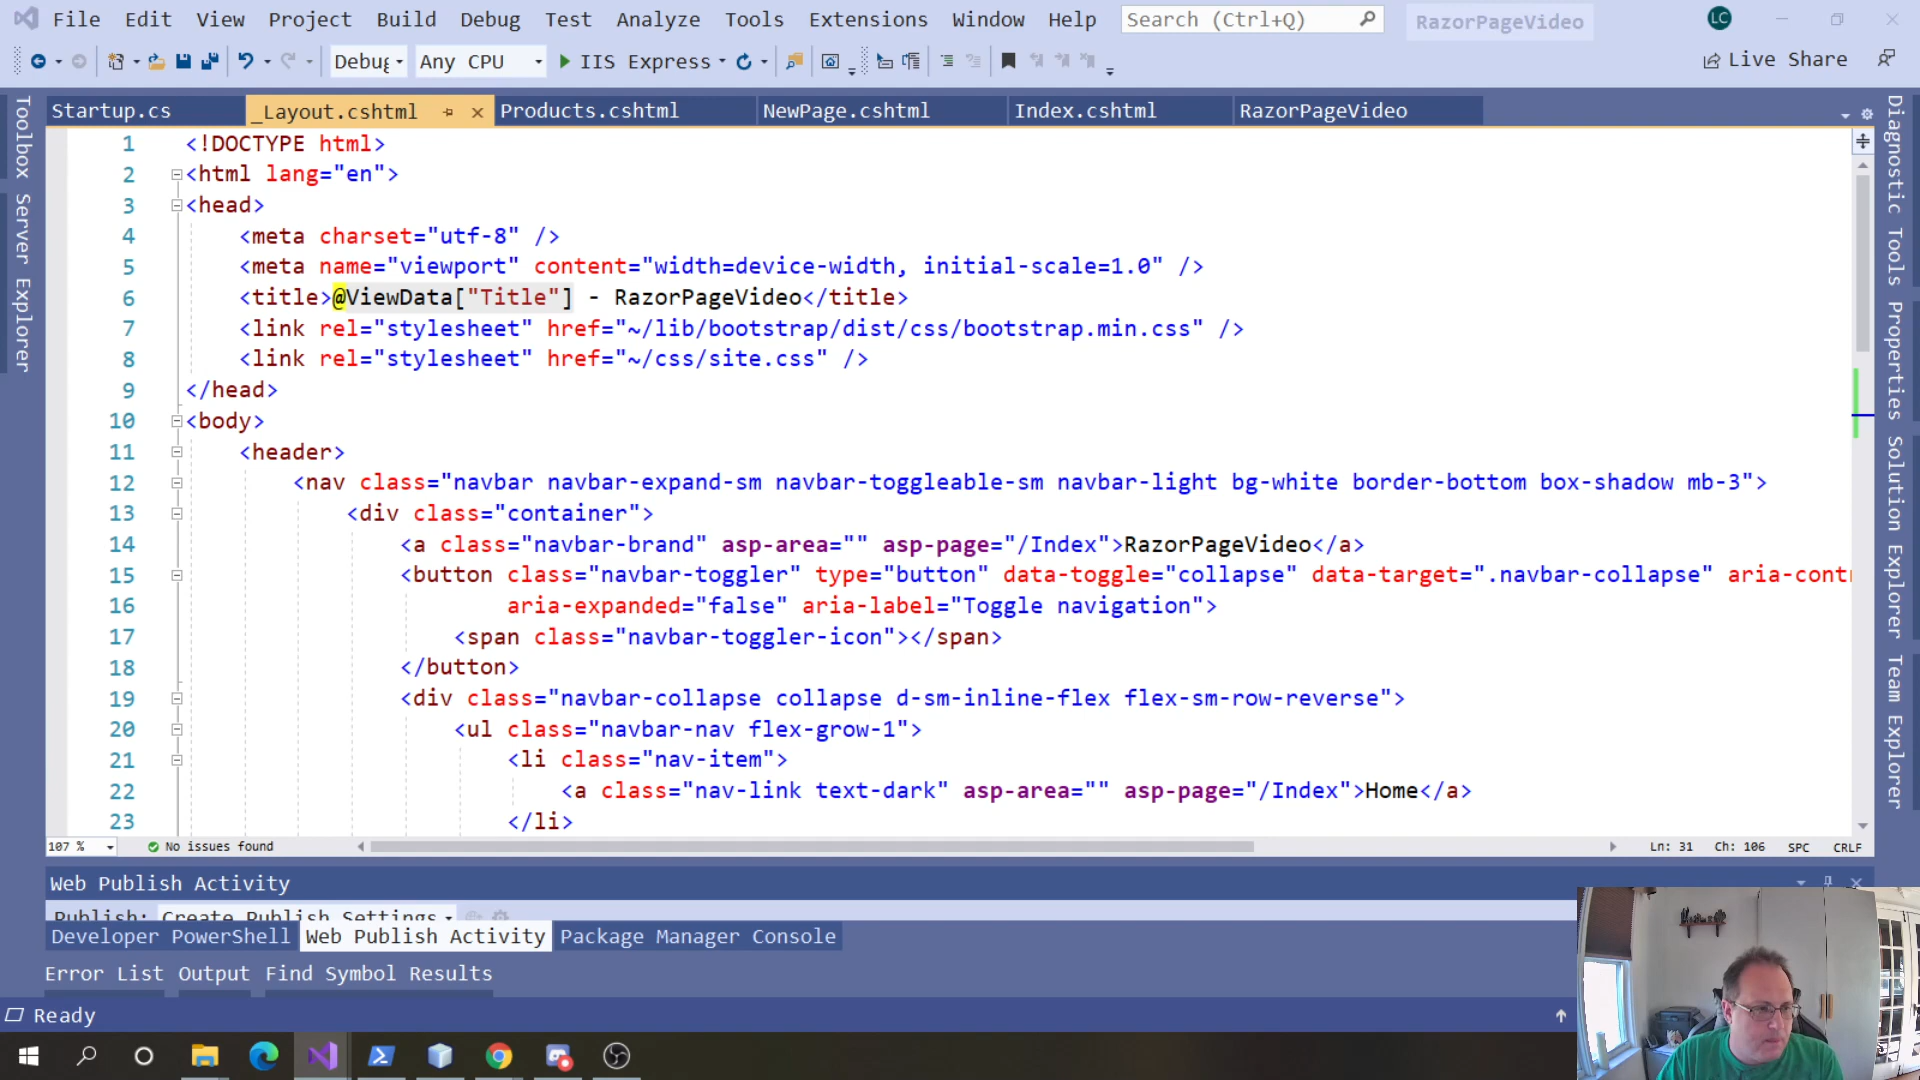 File Edit View Project Build Debug Test Analyze Tools Extensions Window Help Search (Ctrl+Q) RazorPageVideo LC
Debug Any CPU IIS Express Live Share
Startup.cs _Layout.cshtml Products.cshtml NewPage.cshtml Index.cshtml RazorPageVideo
Toolbox Server Explorer
1 <!DOCTYPE html>
2 <html lang="en">
3 <head>
4 <meta charset="utf-8" />
5 <meta name="viewport" content="width=device-width, initial-scale=1.0" />
6 <title>@ViewData["Title"] - RazorPageVideo</title>
7 <link rel="stylesheet" href="~/lib/bootstrap/dist/css/bootstrap.min.css" />
8 <link rel="stylesheet" href="~/css/site.css" />
9 </head>
10 <body>
11 <header>
12 <nav class="navbar navbar-expand-sm navbar-toggleable-sm navbar-light bg-white border-bottom box-shadow mb-3">
13 <div class="container">
14 <a class="navbar-brand" asp-area="" asp-page="/Index">RazorPageVideo</a>
15 <button class="navbar-toggler" type="button" data-toggle="collapse" data-target=".navbar-collapse" aria-contr
16 aria-expanded="false" aria-label="Toggle navigation">
17 <span class="navbar-toggler-icon"></span>
18 </button>
19 <div class="navbar-collapse collapse d-sm-inline-flex flex-sm-row-reverse">
20 <ul class="navbar-nav flex-grow-1">
21 <li class="nav-item">
22 <a class="nav-link text-dark" asp-area="" asp-page="/Index">Home</a>
23 </li>
Diagnostic Tools Properties Solution Explorer Team Explorer
107 % No issues found Ln: 31 Ch: 106 SPC CRLF
Web Publish Activity
Publish: Create Publish Settings
Developer PowerShell Web Publish Activity Package Manager Console
Error List Output Find Symbol Results
Ready